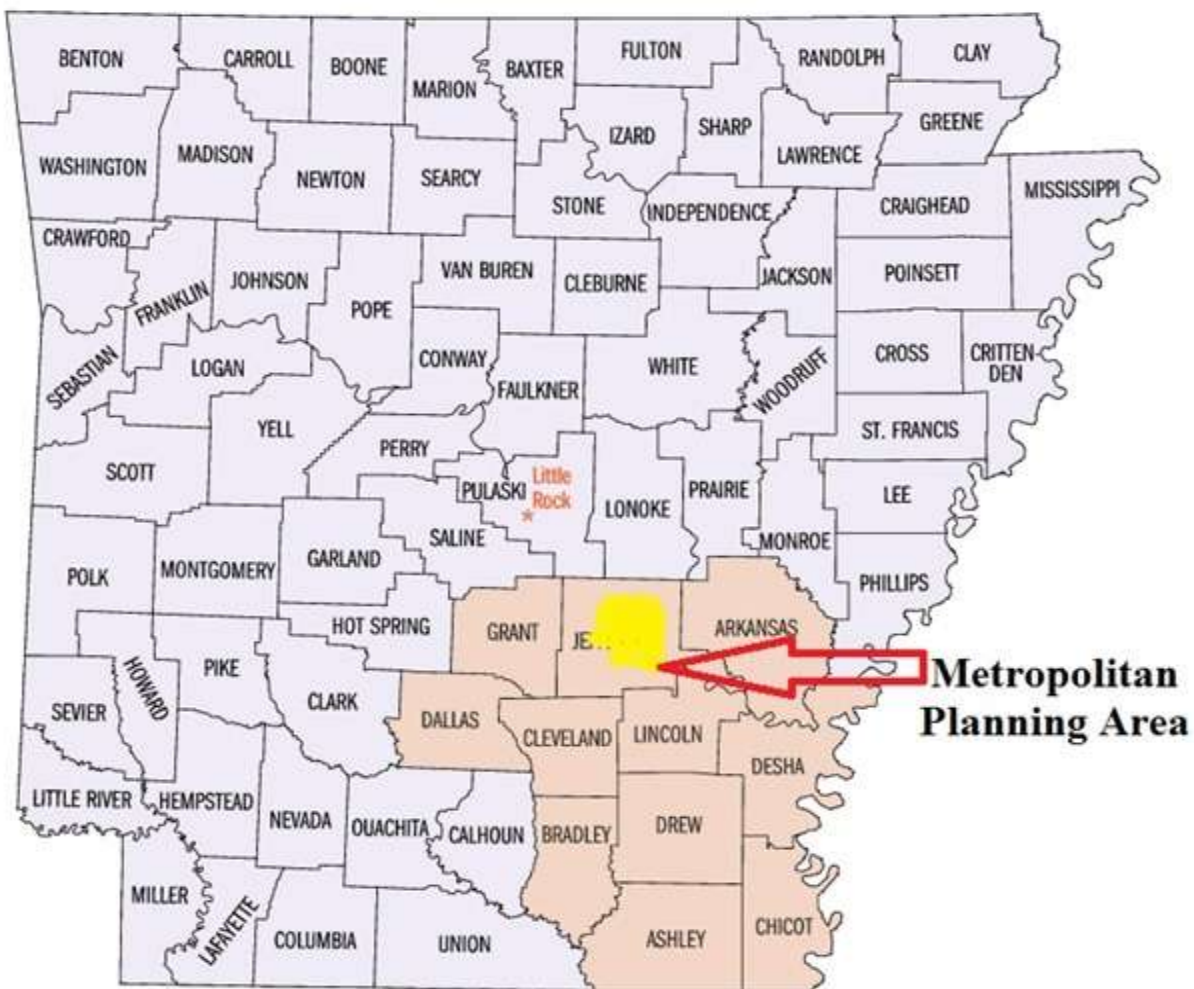 BENTON
CARROLL
BOONE
MARION
BAXTER
FULTON
RANDOLPH
CLAY
IZARD
SHARP
LAWRENCE
GREENE
WASHINGTON
MADISON
NEWTON
SEARCY
STONE
INDEPENDENCE
CRAIGHEAD
MISSISSIPPI
CRAWFORD
FRANKLIN
JOHNSON
POPE
VAN BUREN
CLEBURNE
JACKSON
POINSETT
SEBASTIAN
LOGAN
CONWAY
FAULKNER
WHITE
WOODRUFF
CROSS
CRITTEN-
DEN
SCOTT
YELL
PERRY
PULASKI
Little
Rock
*
LONOKE
PRAIRIE
ST. FRANCIS
LEE
POLK
MONTGOMERY
GARLAND
SALINE
MONROE
PHILLIPS
HOT SPRING
GRANT
ARKANSAS
Metropolitan
Planning Area
SEVIER
HOWARD
PIKE
CLARK
DALLAS
CLEVELAND
LINCOLN
DESHA
LITTLE RIVER
HEMPSTEAD
NEVADA
OUACHITA
CALHOUN
BRADLEY
DREW
MILLER
LAFAYETTE
COLUMBIA
UNION
ASHLEY
CHICOT